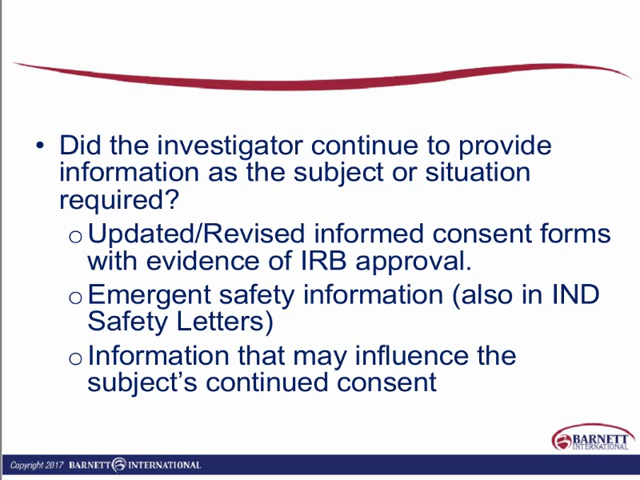 • Did the investigator continue to provide
information as the subject or situation
required?
o Updated/Revised informed consent forms
with evidence of IRB approval.
o Emergent safety information (also in IND
Safety Letters)
o Information that may influence the
subject's continued consent
BARNETT
INTERNATIONAL
Copyright 2017 BARNETT INTERNATIONAL